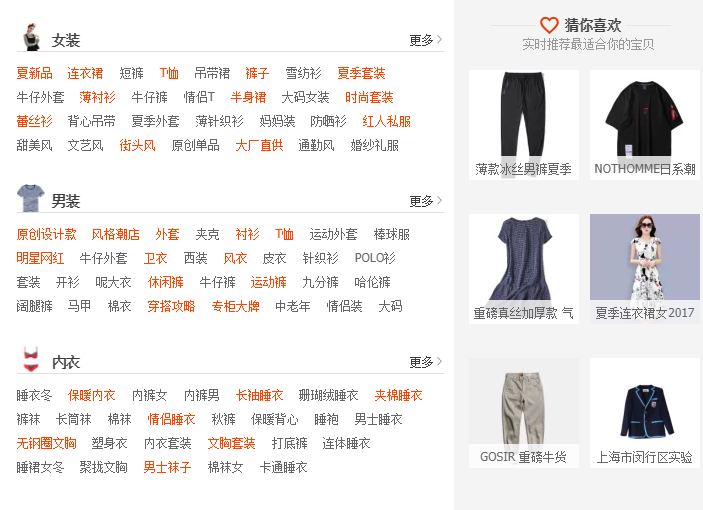 女装 更多
夏新品 连衣裙 短裤 T恤 吊带裙 裤子 雪纺衫 夏季套装
牛仔外套 薄衬衫 牛仔裤 情侣T 半身裙 大码女装 时尚套装
蕾丝衫 背心吊带 夏季外套 薄针织衫 妈妈装 防晒衫 红人私服
甜美风 文艺风 街头风 原创单品 大厂直供 通勤风 婚纱礼服
男装 更多
原创设计款 风格潮店 外套 夹克 衬衫 T恤 运动外套 棒球服
明星网红 牛仔外套 卫衣 西装 风衣 皮衣 针织衫 POLO衫
套装 开衫 呢大衣 休闲裤 牛仔裤 运动裤 九分裤 哈伦裤
阔腿裤 马甲 棉衣 穿搭攻略 专柜大牌 中老年 情侣装 大码
内衣 更多
睡衣冬 保暖内衣 内裤女 内裤男 长袖睡衣 珊瑚绒睡衣 夹棉睡衣
裤袜 长筒袜 棉袜 情侣睡衣 秋裤 保暖背心 睡袍 男士睡衣
无钢圈文胸 塑身衣 内衣套装 文胸套装 打底裤 连体睡衣
睡裙女冬 聚拢文胸 男士袜子 棉袜女 卡通睡衣
猜你喜欢
实时推荐最适合你的宝贝
薄款冰丝男裤夏季
NOTHOMME日系潮
重磅真丝加厚款 气
夏季连衣裙女2017
GOSIR 重磅牛货
上海市闵行区实验